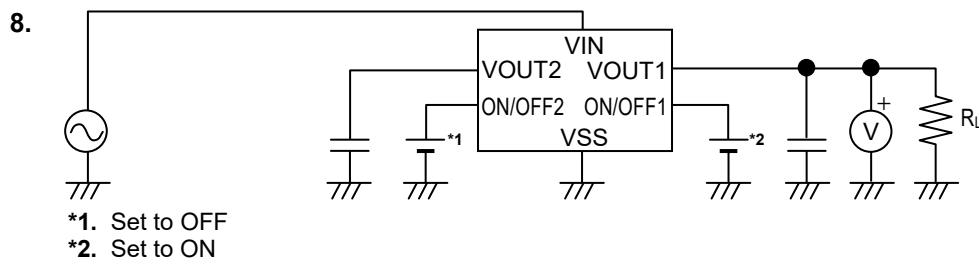 8.
VIN
VOUT2 VOUT1
ON/OFF2 ON/OFF1
*1 *2
VSS
+
V
RL
*1. Set to OFF
*2. Set to ON